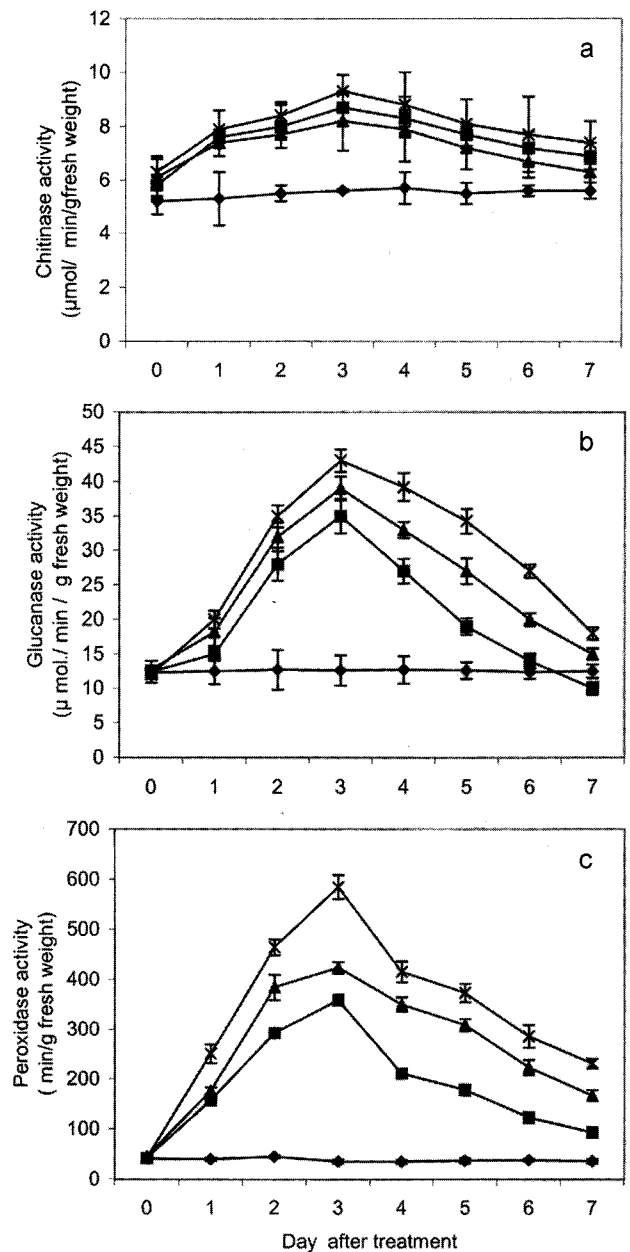 a
Chitinase activity
(µmol/ min/gfresh weight)
12
10
8
6
4
2
0
0 1 2 3 4 5 6 7
b
Glucanase activity
(µ mol./ min / g fresh weight)
50
45
40
35
30
25
20
15
10
5
0
0 1 2 3 4 5 6 7
c
Peroxidase activity
( min/g fresh weight)
700
600
500
400
300
200
100
0
0 1 2 3 4 5 6 7
Day after treatment